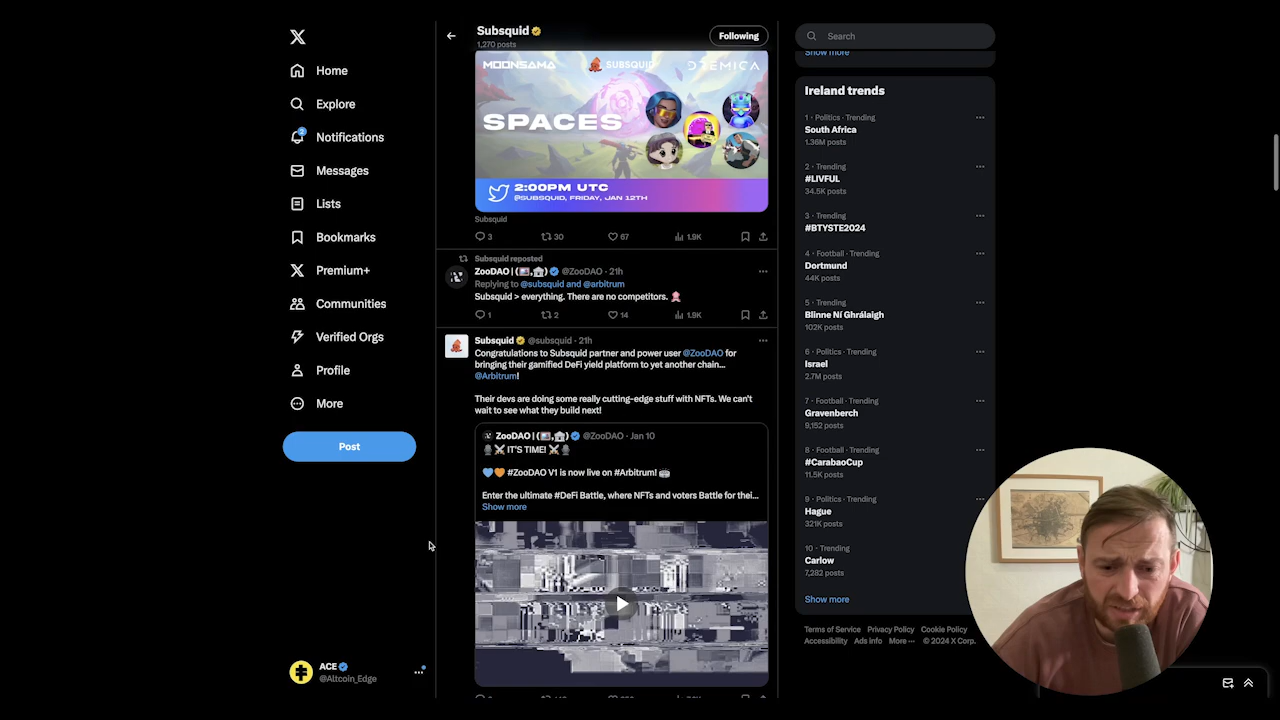 Home
Explore
2
Notifications
Messages
Lists
Bookmarks
Premium+
Communities
Verified Orgs
Profile
More
Post
ACE
@Altcoin_Edge
Subsquid
1,270 posts
Following
MOONSAMA
SUBSQUID
SPACES
2:00PM UTC
@SUBSQUID, FRIDAY, JAN 12TH
Subsquid
3 30 67 1.9K
Subsquid reposted
ZooDAO | @ZooDAO · 21h
Replying to @subsquid and @arbitrum
Subsquid > everything. There are no competitors.
1 2 14 1.9K
Subsquid @subsquid · 21h
Congratulations to Subsquid partner and power user @ZooDAO for
bringing their gamified DeFi yield platform to yet another chain...
@Arbitrum!
Their devs are doing some really cutting-edge stuff with NFTs. We can't
wait to see what they build next!
ZooDAO | @ZooDAO · Jan 10
IT'S TIME!
#ZooDAO V1 is now live on #Arbitrum!
Enter the ultimate #DeFi Battle, where NFTs and voters Battle for thei...
Show more
Search
Show more
Ireland trends
1 · Politics · Trending
South Africa
1.36M posts
2 · Trending
#LIVFUL
34.5K posts
3 · Trending
#BTYSTE2024
4 · Football · Trending
Dortmund
44K posts
5 · Trending
Blinne Ní Ghrálaigh
102K posts
6 · Politics · Trending
Israel
2.7M posts
7 · Football · Trending
Gravenberch
9,152 posts
8 · Football · Trending
#CarabaoCup
11.5K posts
9 · Politics · Trending
Hague
321K posts
10 · Trending
Carlow
7,282 posts
Show more
Terms of Service Privacy Policy Cookie Policy
Accessibility Ads info More ··· © 2024 X Corp.